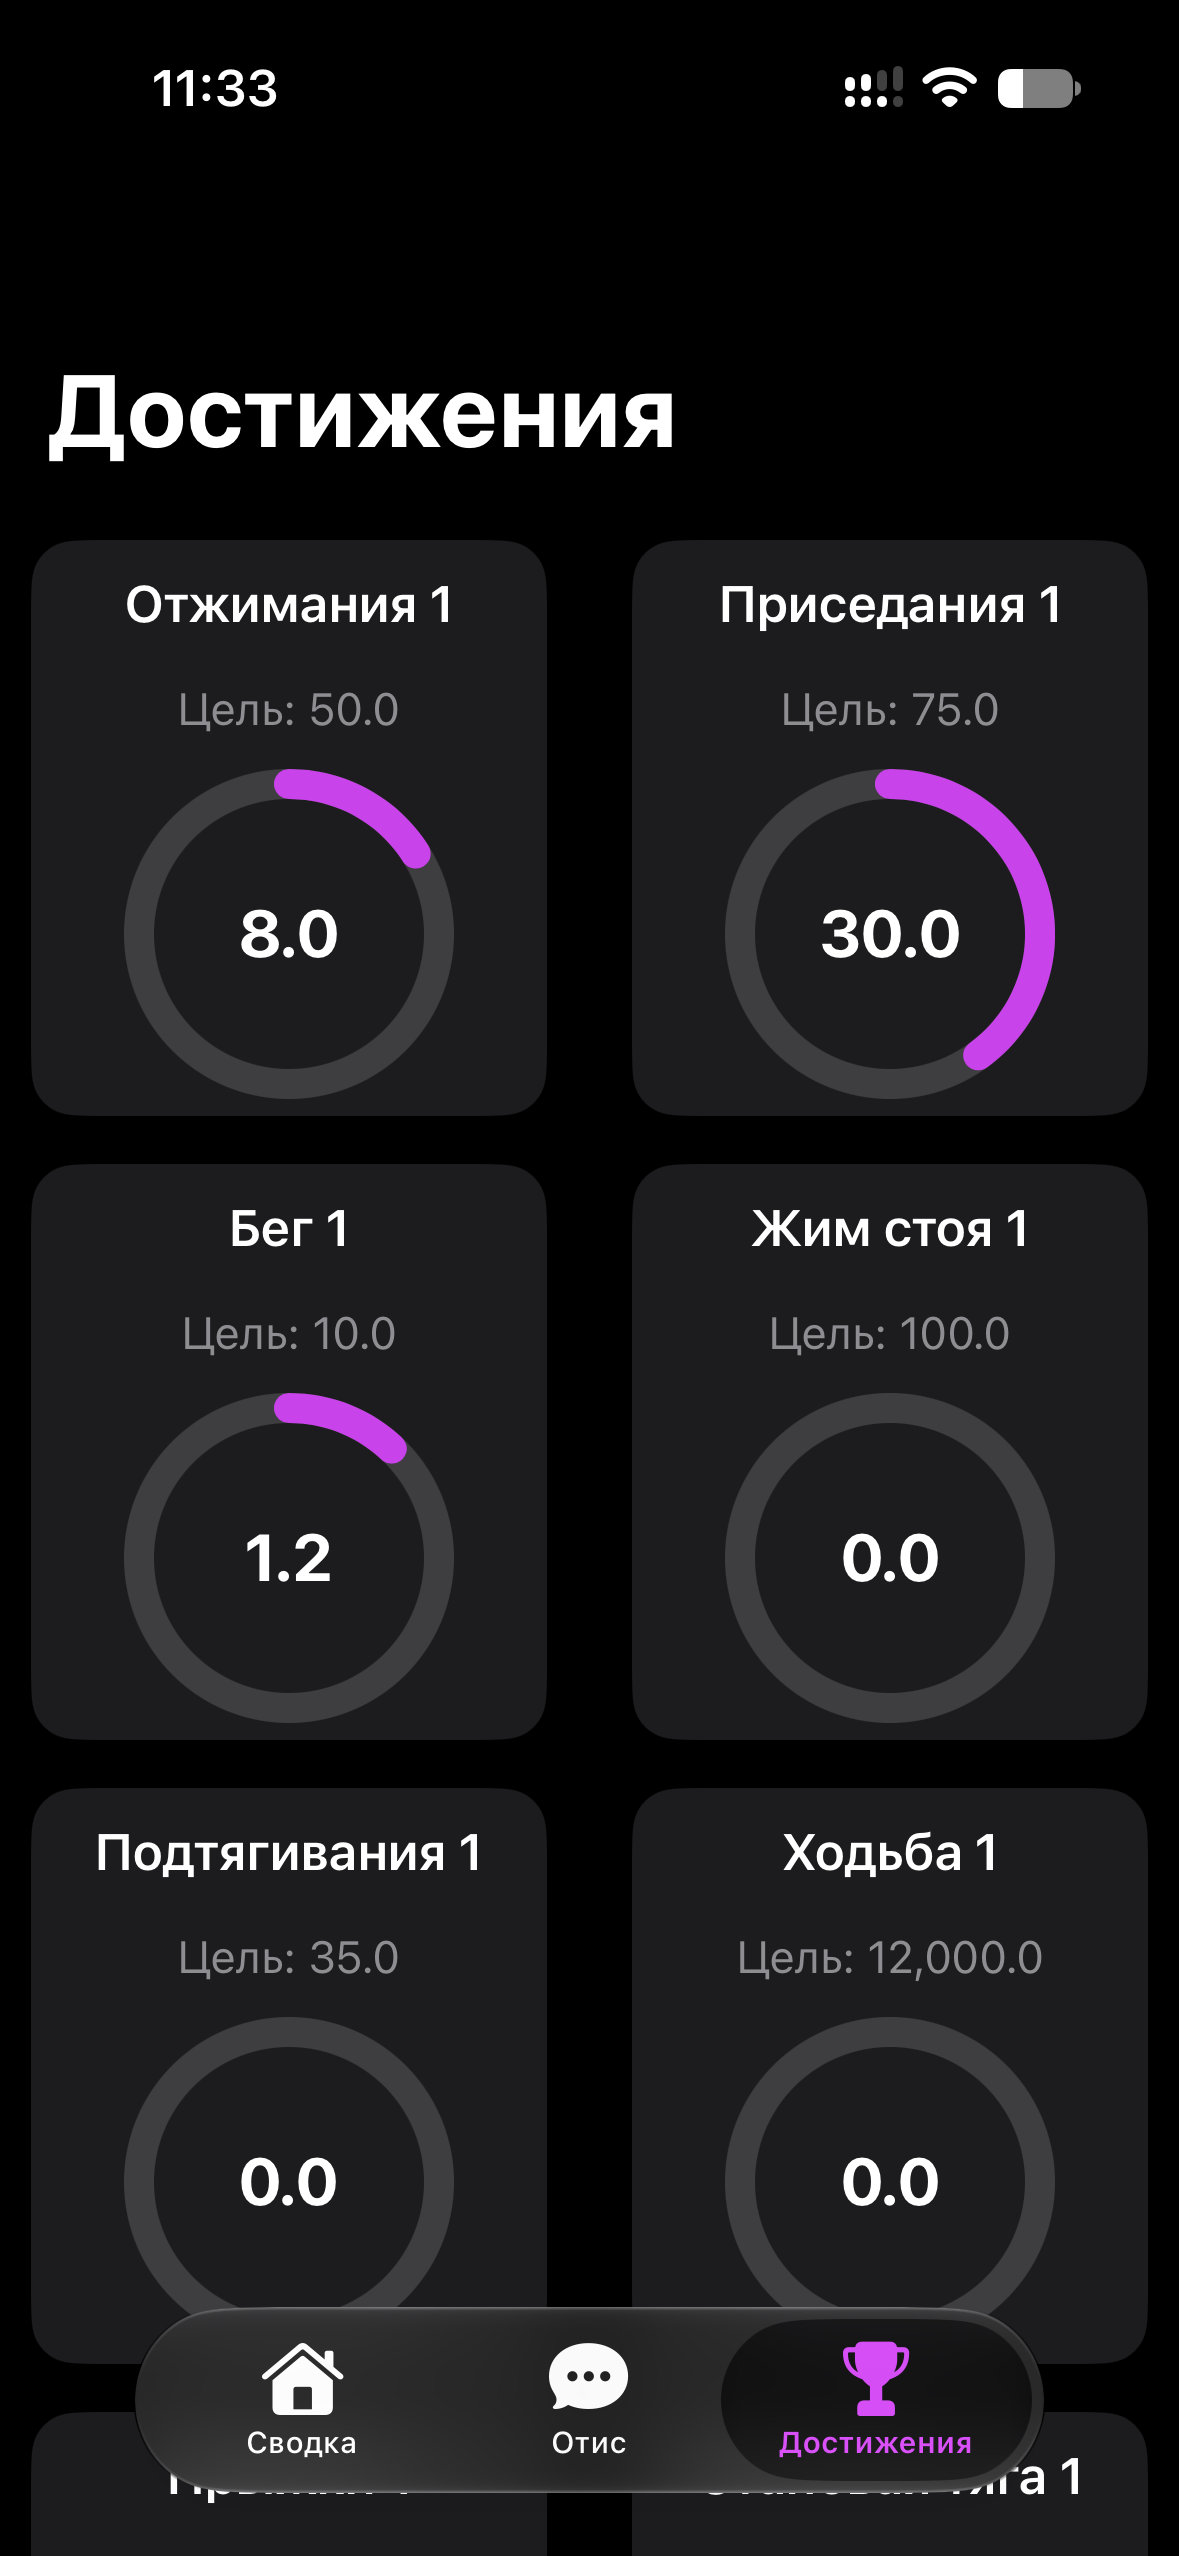 11:33
Достижения
Отжимания 1
Цель: 50.0
8.0
Приседания 1
Цель: 75.0
30.0
Бег 1
Цель: 10.0
1.2
Жим стоя 1
Цель: 100.0
0.0
Подтягивания 1
Цель: 35.0
0.0
Ходьба 1
Цель: 12,000.0
0.0
1
Сводка
Отис
Достижения